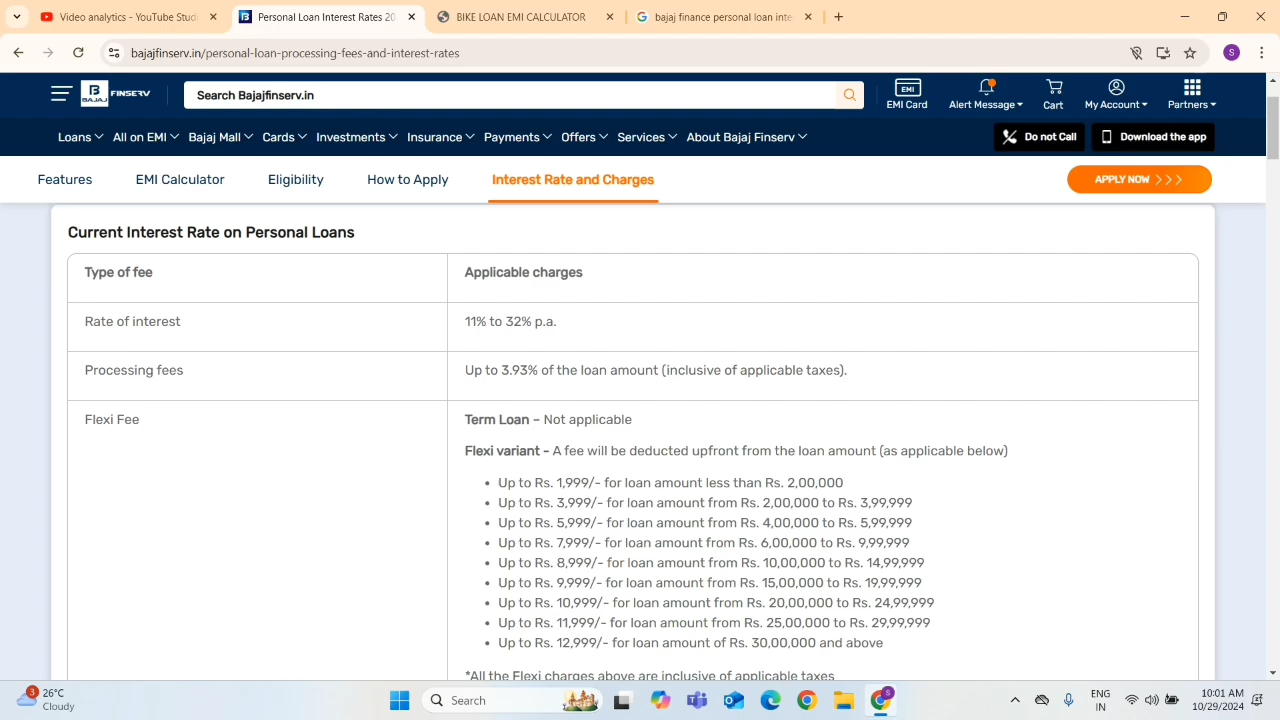 Video analytics - YouTube Studi
Personal Loan Interest Rates 20
BIKE LOAN EMI CALCULATOR
bajaj finance personal loan inte
bajajfinserv.in/personal-loan-processing-fees-and-interest-rates
S
B
BAJAJ
FINSERV
Search Bajajfinserv.in
EMI
EMI Card
Alert Message
Cart
My Account
Partners
Loans
All on EMI
Bajaj Mall
Cards
Investments
Insurance
Payments
Offers
Services
About Bajaj Finserv
Do not Call
Download the app
Features
EMI Calculator
Eligibility
How to Apply
Interest Rate and Charges
APPLY NOW
Current Interest Rate on Personal Loans
Type of fee
Applicable charges
Rate of interest
11% to 32% p.a.
Processing fees
Up to 3.93% of the loan amount (inclusive of applicable taxes).
Flexi Fee
Term Loan – Not applicable
Flexi variant - A fee will be deducted upfront from the loan amount (as applicable below)
• Up to Rs. 1,999/- for loan amount less than Rs. 2,00,000
• Up to Rs. 3,999/- for loan amount from Rs. 2,00,000 to Rs. 3,99,999
• Up to Rs. 5,999/- for loan amount from Rs. 4,00,000 to Rs. 5,99,999
• Up to Rs. 7,999/- for loan amount from Rs. 6,00,000 to Rs. 9,99,999
• Up to Rs. 8,999/- for loan amount from Rs. 10,00,000 to Rs. 14,99,999
• Up to Rs. 9,999/- for loan amount from Rs. 15,00,000 to Rs. 19,99,999
• Up to Rs. 10,999/- for loan amount from Rs. 20,00,000 to Rs. 24,99,999
• Up to Rs. 11,999/- for loan amount from Rs. 25,00,000 to Rs. 29,99,999
• Up to Rs. 12,999/- for loan amount of Rs. 30,00,000 and above
*All the Flexi charges above are inclusive of applicable taxes
3
26°C
Cloudy
Search
S
ENG
IN
10:01 AM
10/29/2024